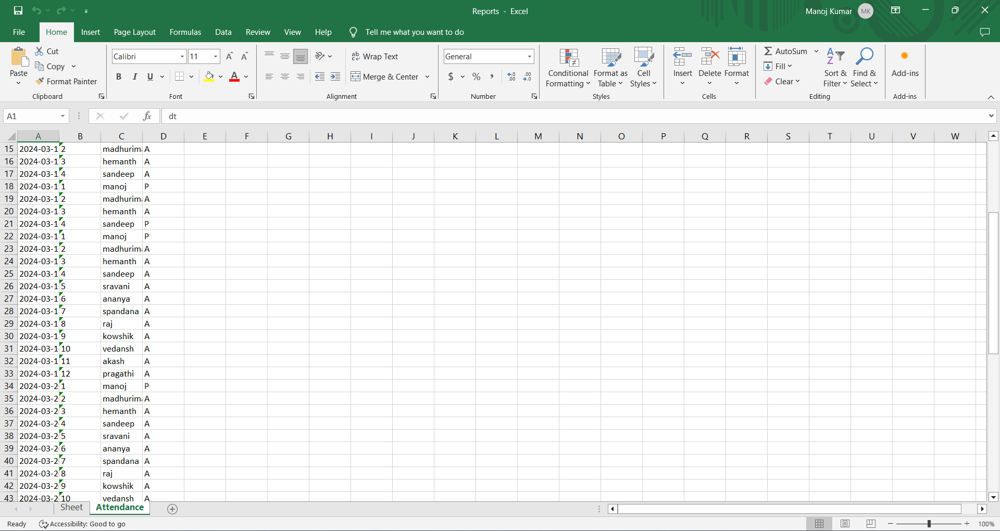 Reports - Excel
Manoj Kumar MK
File Home Insert Page Layout Formulas Data Review View Help Tell me what you want to do
Paste
Cut
Copy
Format Painter
Clipboard
Calibri 11
B I U
Font
Wrap Text
Merge & Center
Alignment
General
$ % ,
Number
Conditional Formatting
Format as Table
Cell Styles
Styles
Insert Delete Format
Cells
AutoSum
Fill
Clear
Sort & Filter
Find & Select
Editing
Add-ins
Add-ins
A1 fx dt
A B C D E F G H I J K L M N O P Q R S T U V W
15 2024-03-1 2 madhurima A
16 2024-03-1 3 hemanth A
17 2024-03-1 4 sandeep A
18 2024-03-1 1 manoj P
19 2024-03-1 2 madhurima A
20 2024-03-1 3 hemanth A
21 2024-03-1 4 sandeep P
22 2024-03-1 1 manoj P
23 2024-03-1 2 madhurima A
24 2024-03-1 3 hemanth A
25 2024-03-1 4 sandeep A
26 2024-03-1 5 sravani A
27 2024-03-1 6 ananya A
28 2024-03-1 7 spandana A
29 2024-03-1 8 raj A
30 2024-03-1 9 kowshik A
31 2024-03-1 10 vedansh A
32 2024-03-1 11 akash A
33 2024-03-1 12 pragathi A
34 2024-03-2 1 manoj P
35 2024-03-2 2 madhurima A
36 2024-03-2 3 hemanth A
37 2024-03-2 4 sandeep A
38 2024-03-2 5 sravani A
39 2024-03-2 6 ananya A
40 2024-03-2 7 spandana A
41 2024-03-2 8 raj A
42 2024-03-2 9 kowshik A
43 2024-03-2 10 vedansh A
Sheet Attendance
Ready Accessibility: Good to go 100%